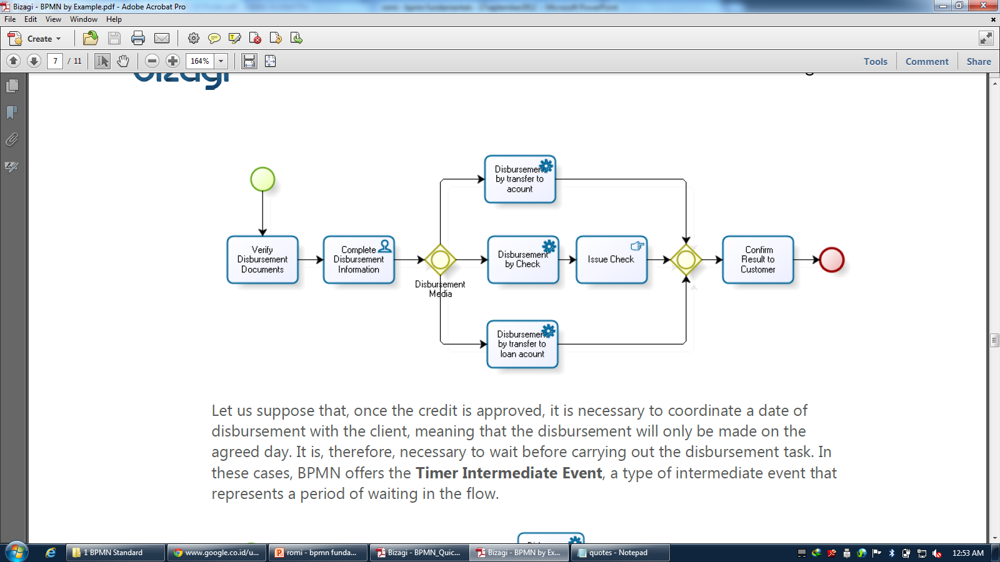 Bizagi - BPMN by Example.pdf - Adobe Acrobat Pro
romi - bpmn fundamentals
Microsoft PowerPoint
File Edit View Window Help
Create
7 / 11
164%
Tools Comment Share
bizagi
Disbursement
by transfer to
acount
Verify
Disbursement
Documents
Complete
Disbursement
Information
Disbursement
Media
Disbursement
by Check
Issue Check
Confirm
Result to
Customer
Disbursement
by transfer to
loan acount
Let us suppose that, once the credit is approved, it is necessary to coordinate a date of
disbursement with the client, meaning that the disbursement will only be made on the
agreed day. It is, therefore, necessary to wait before carrying out the disbursement task. In
these cases, BPMN offers the Timer Intermediate Event, a type of intermediate event that
represents a period of waiting in the flow.
1 BPMN Standard
www.google.co.id/u...
romi - bpmn funda...
Bizagi - BPMN_Quic...
Bizagi - BPMN by Ex...
quotes - Notepad
12:53 AM